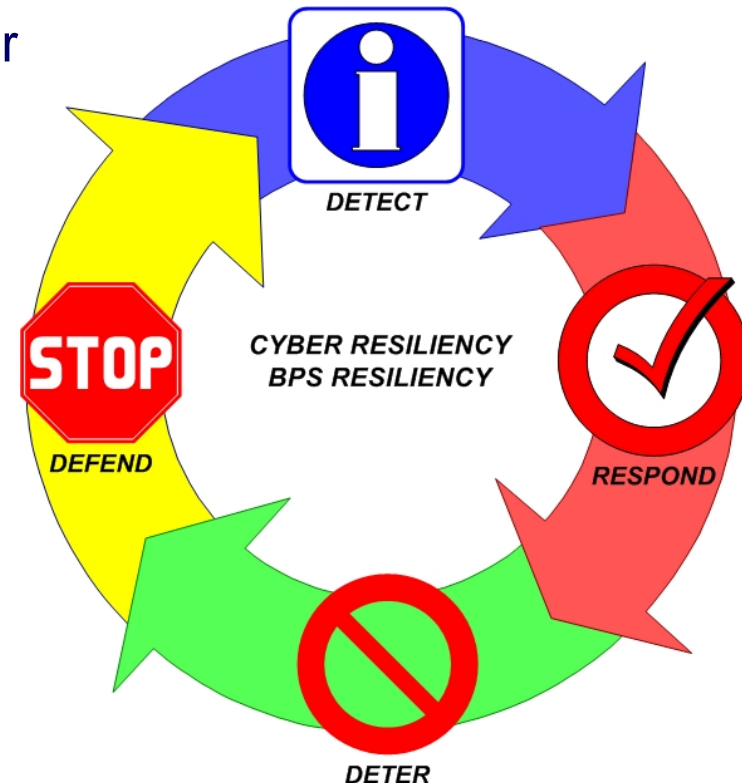 r
DETECT
CYBER RESILIENCY
BPS RESILIENCY
STOP
DEFEND
RESPOND
DETER